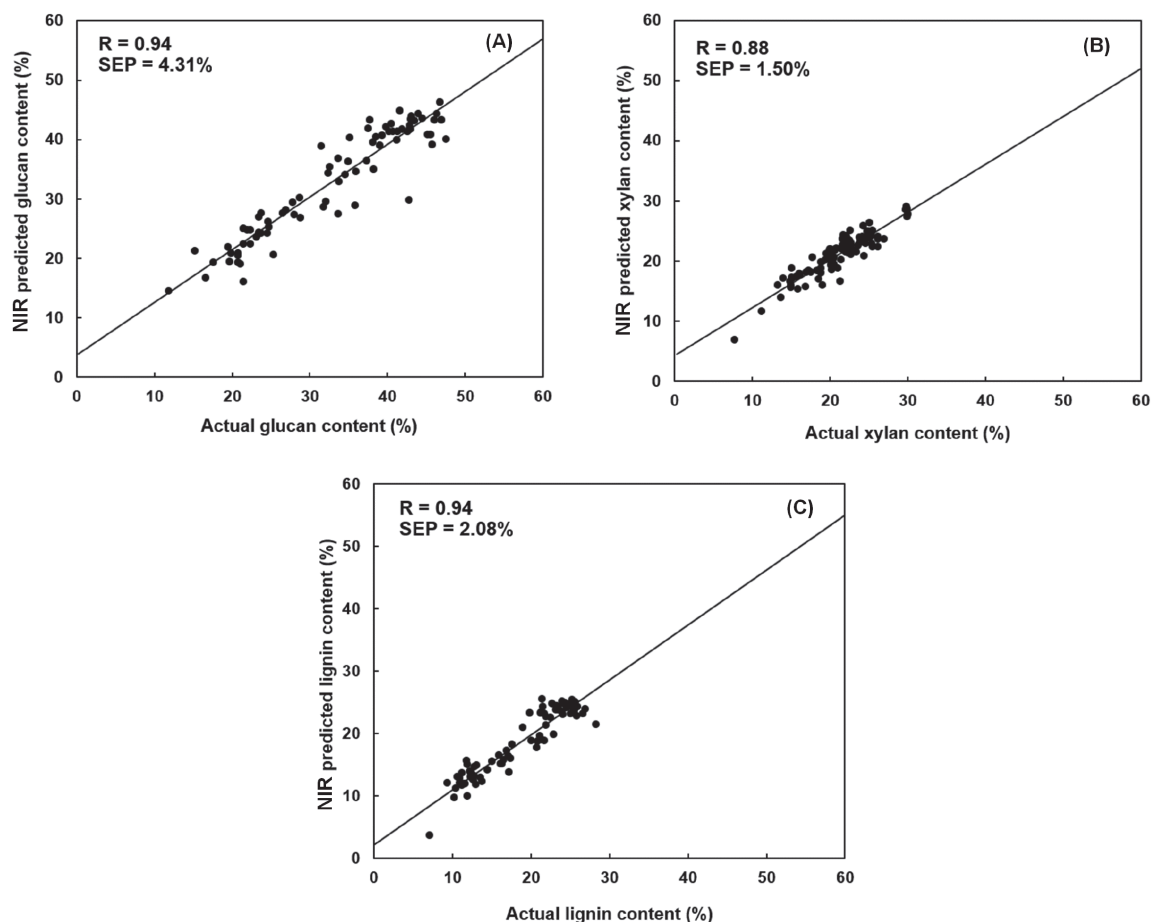 R = 0.94
SEP = 4.31%
(A)
NIR predicted glucan content (%)
60
50
40
30
20
10
0
0 10 20 30 40 50 60
Actual glucan content (%)
R = 0.88
SEP = 1.50%
(B)
NIR predicted xylan content (%)
60
50
40
30
20
10
0
0 10 20 30 40 50 60
Actual xylan content (%)
R = 0.94
SEP = 2.08%
(C)
NIR predicted lignin content (%)
60
50
40
30
20
10
0
0 10 20 30 40 50 60
Actual lignin content (%)